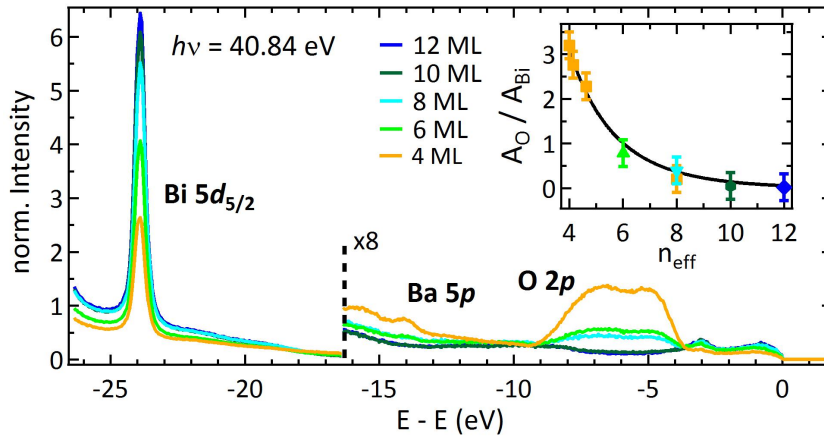 hν = 40.84 eV
12 ML
10 ML
8 ML
6 ML
4 ML
Bi 5d5/2
x8
Ba 5p
O 2p
norm. Intensity
6
5
4
3
2
1
0
-25
-20
-15
-10
-5
0
E - E (eV)
A_O / A_Bi
3
2
1
0
4
6
8
10
12
n_eff